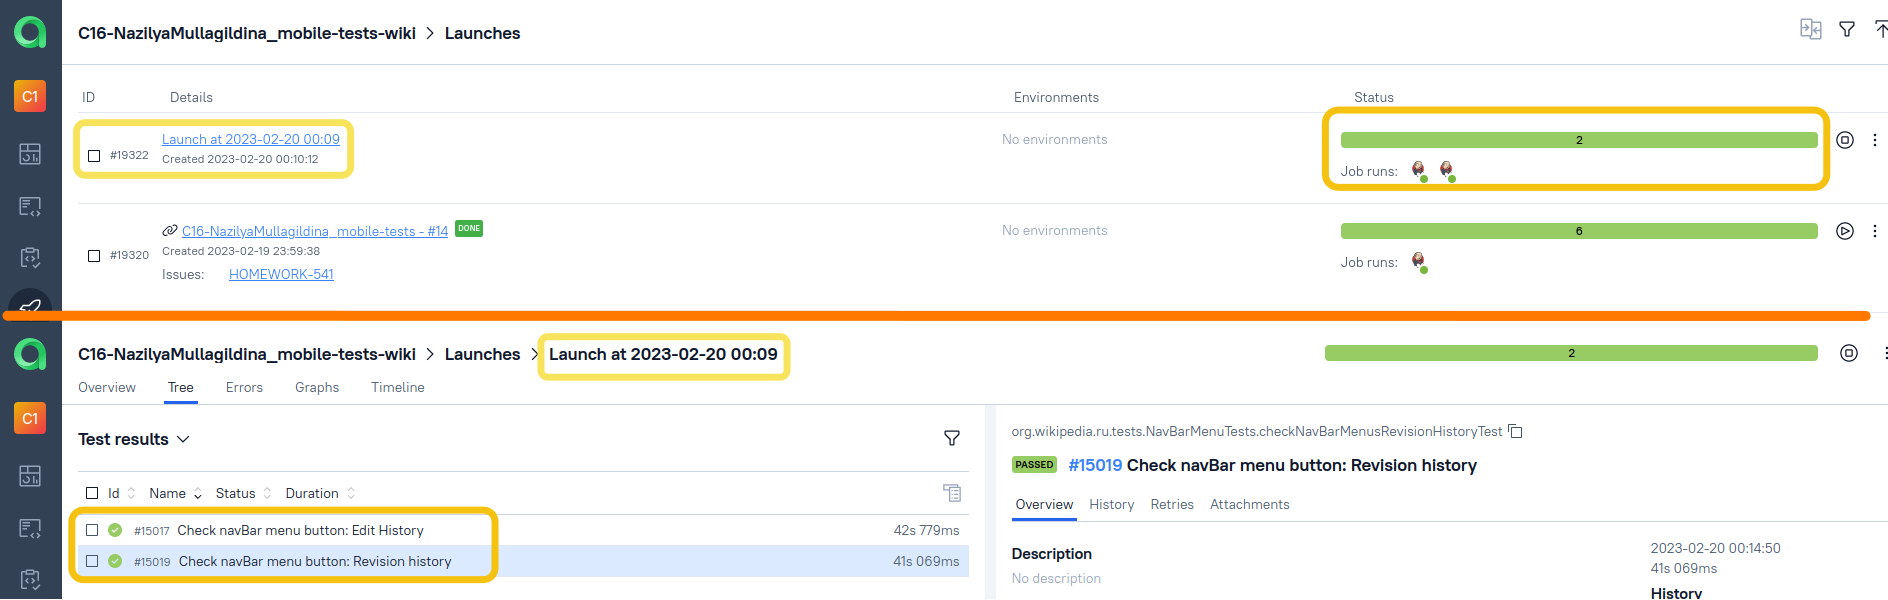 C16-NazilyaMullagildina_mobile-tests-wiki > Launches
C1
ID Details Environments Status
Launch at 2023-02-20 00:09 No environments 2
#19322 Created 2023-02-20 00:10:12
Job runs:
C16-NazilyaMullagildina_mobile-tests - #14 DONE No environments 6
#19320 Created 2023-02-19 23:59:38
Job runs:
Issues: HOMEWORK-541
C16-NazilyaMullagildina_mobile-tests-wiki > Launches > Launch at 2023-02-20 00:09 2
Overview Tree Errors Graphs Timeline
C1
Test results
org.wikipedia.ru.tests.NavBarMenuTests.checkNavBarMenusRevisionHistoryTest
PASSED #15019 Check navBar menu button: Revision history
Id Name Status Duration
Overview History Retries Attachments
#15017 Check navBar menu button: Edit History 42s 779ms
#15019 Check navBar menu button: Revision history 41s 069ms
Description
No description
2023-02-20 00:14:50
41s 069ms
History